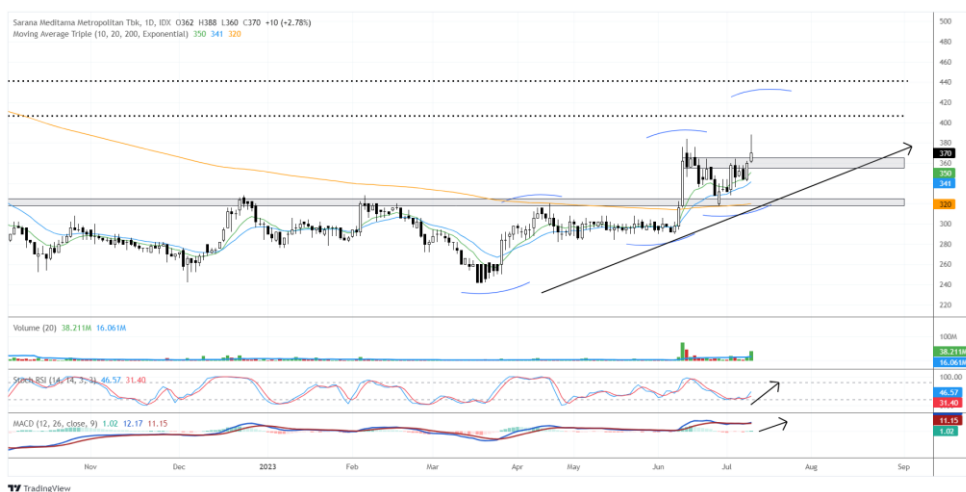 Sarana Meditama Metropolitan Tbk, 1D, IDX O362 H388 L360 C370 +10 (+2.78%)
Moving Average Triple (10, 20, 200, Exponential) 350 341 320
500
480
460
440
420
400
380
370
360
350
341
320
300
280
260
240
220
Volume (20) 38.211M 16.061M
100M
38.211M
16.061M
Stoch RSI (14, 14, 3, 3) 46.57 31.40
100.00
46.57
31.40
MACD (12, 26, close, 9) 1.02 12.17 11.15
11.15
1.02
Nov Dec 2023 Feb Mar Apr May Jun Jul Aug Sep
TradingView